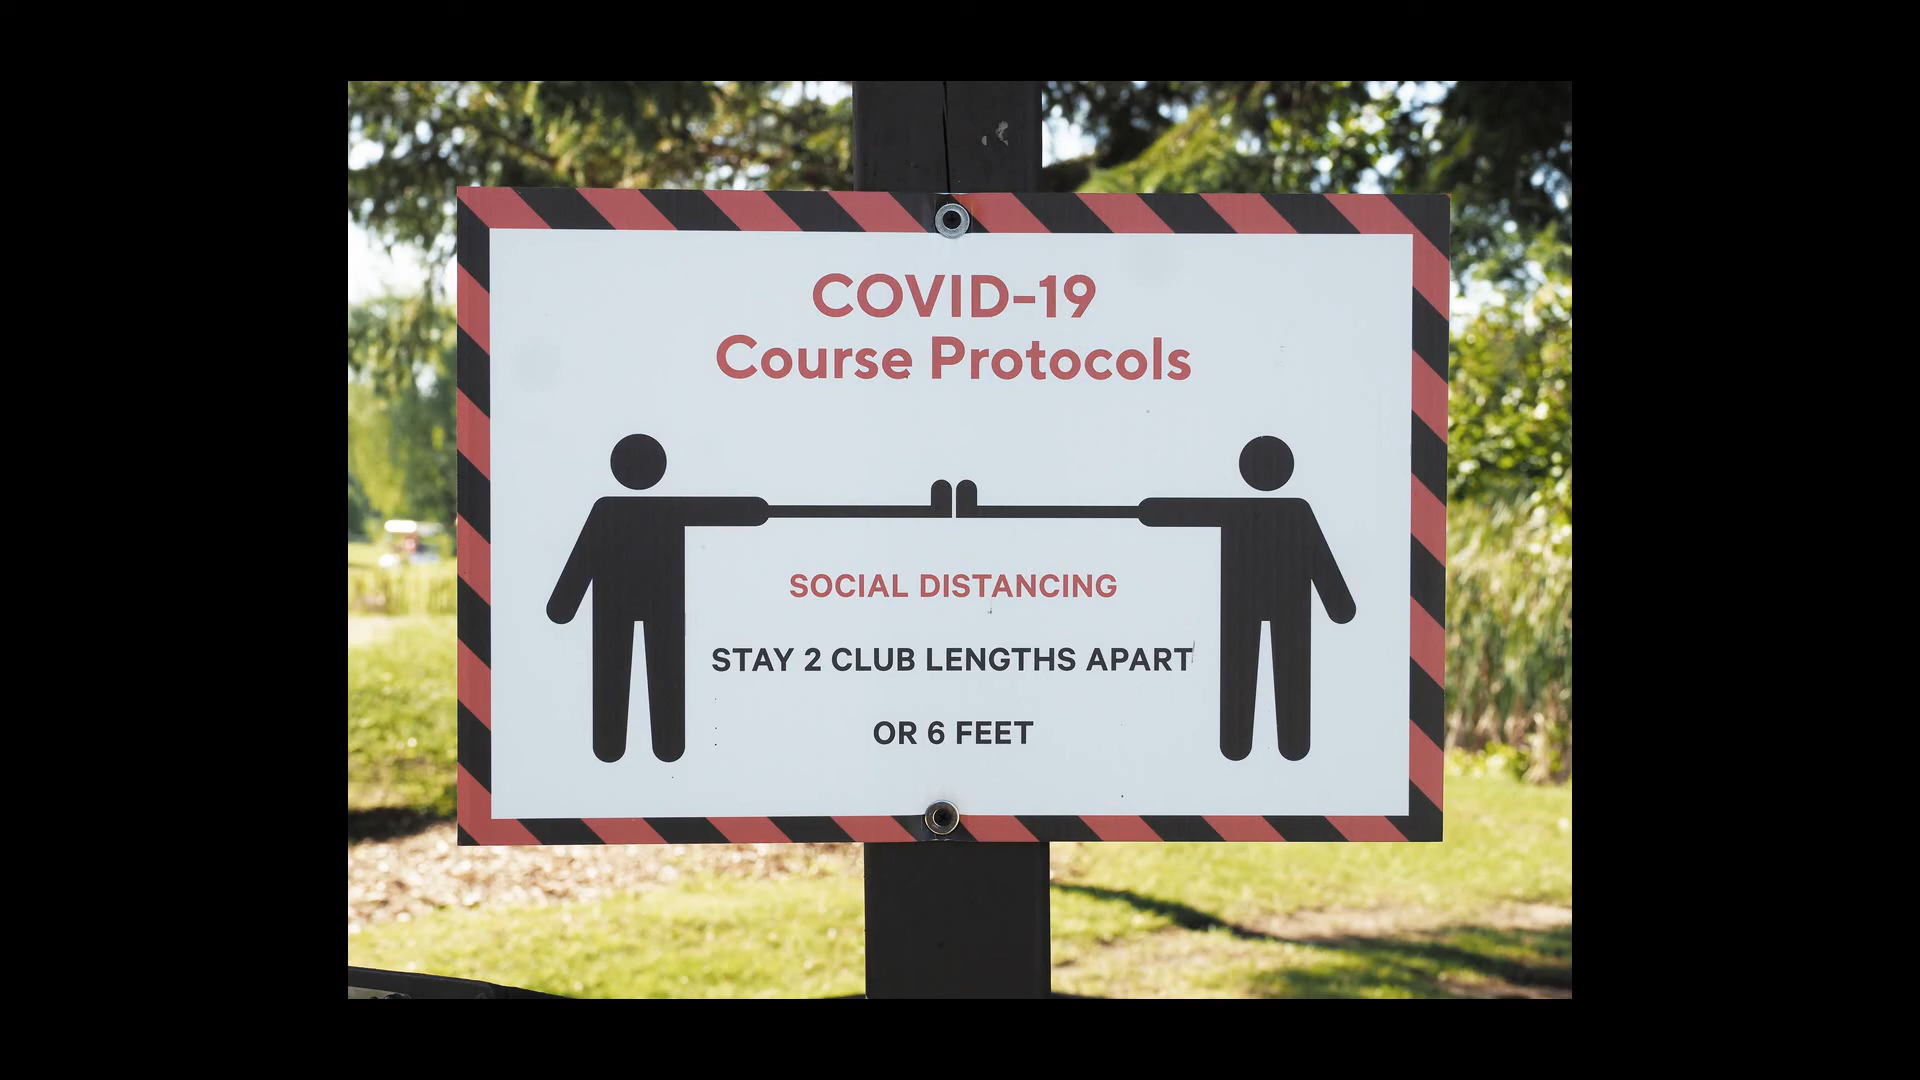 COVID-19
Course Protocols
SOCIAL DISTANCING
STAY 2 CLUB LENGTHS APART
OR 6 FEET